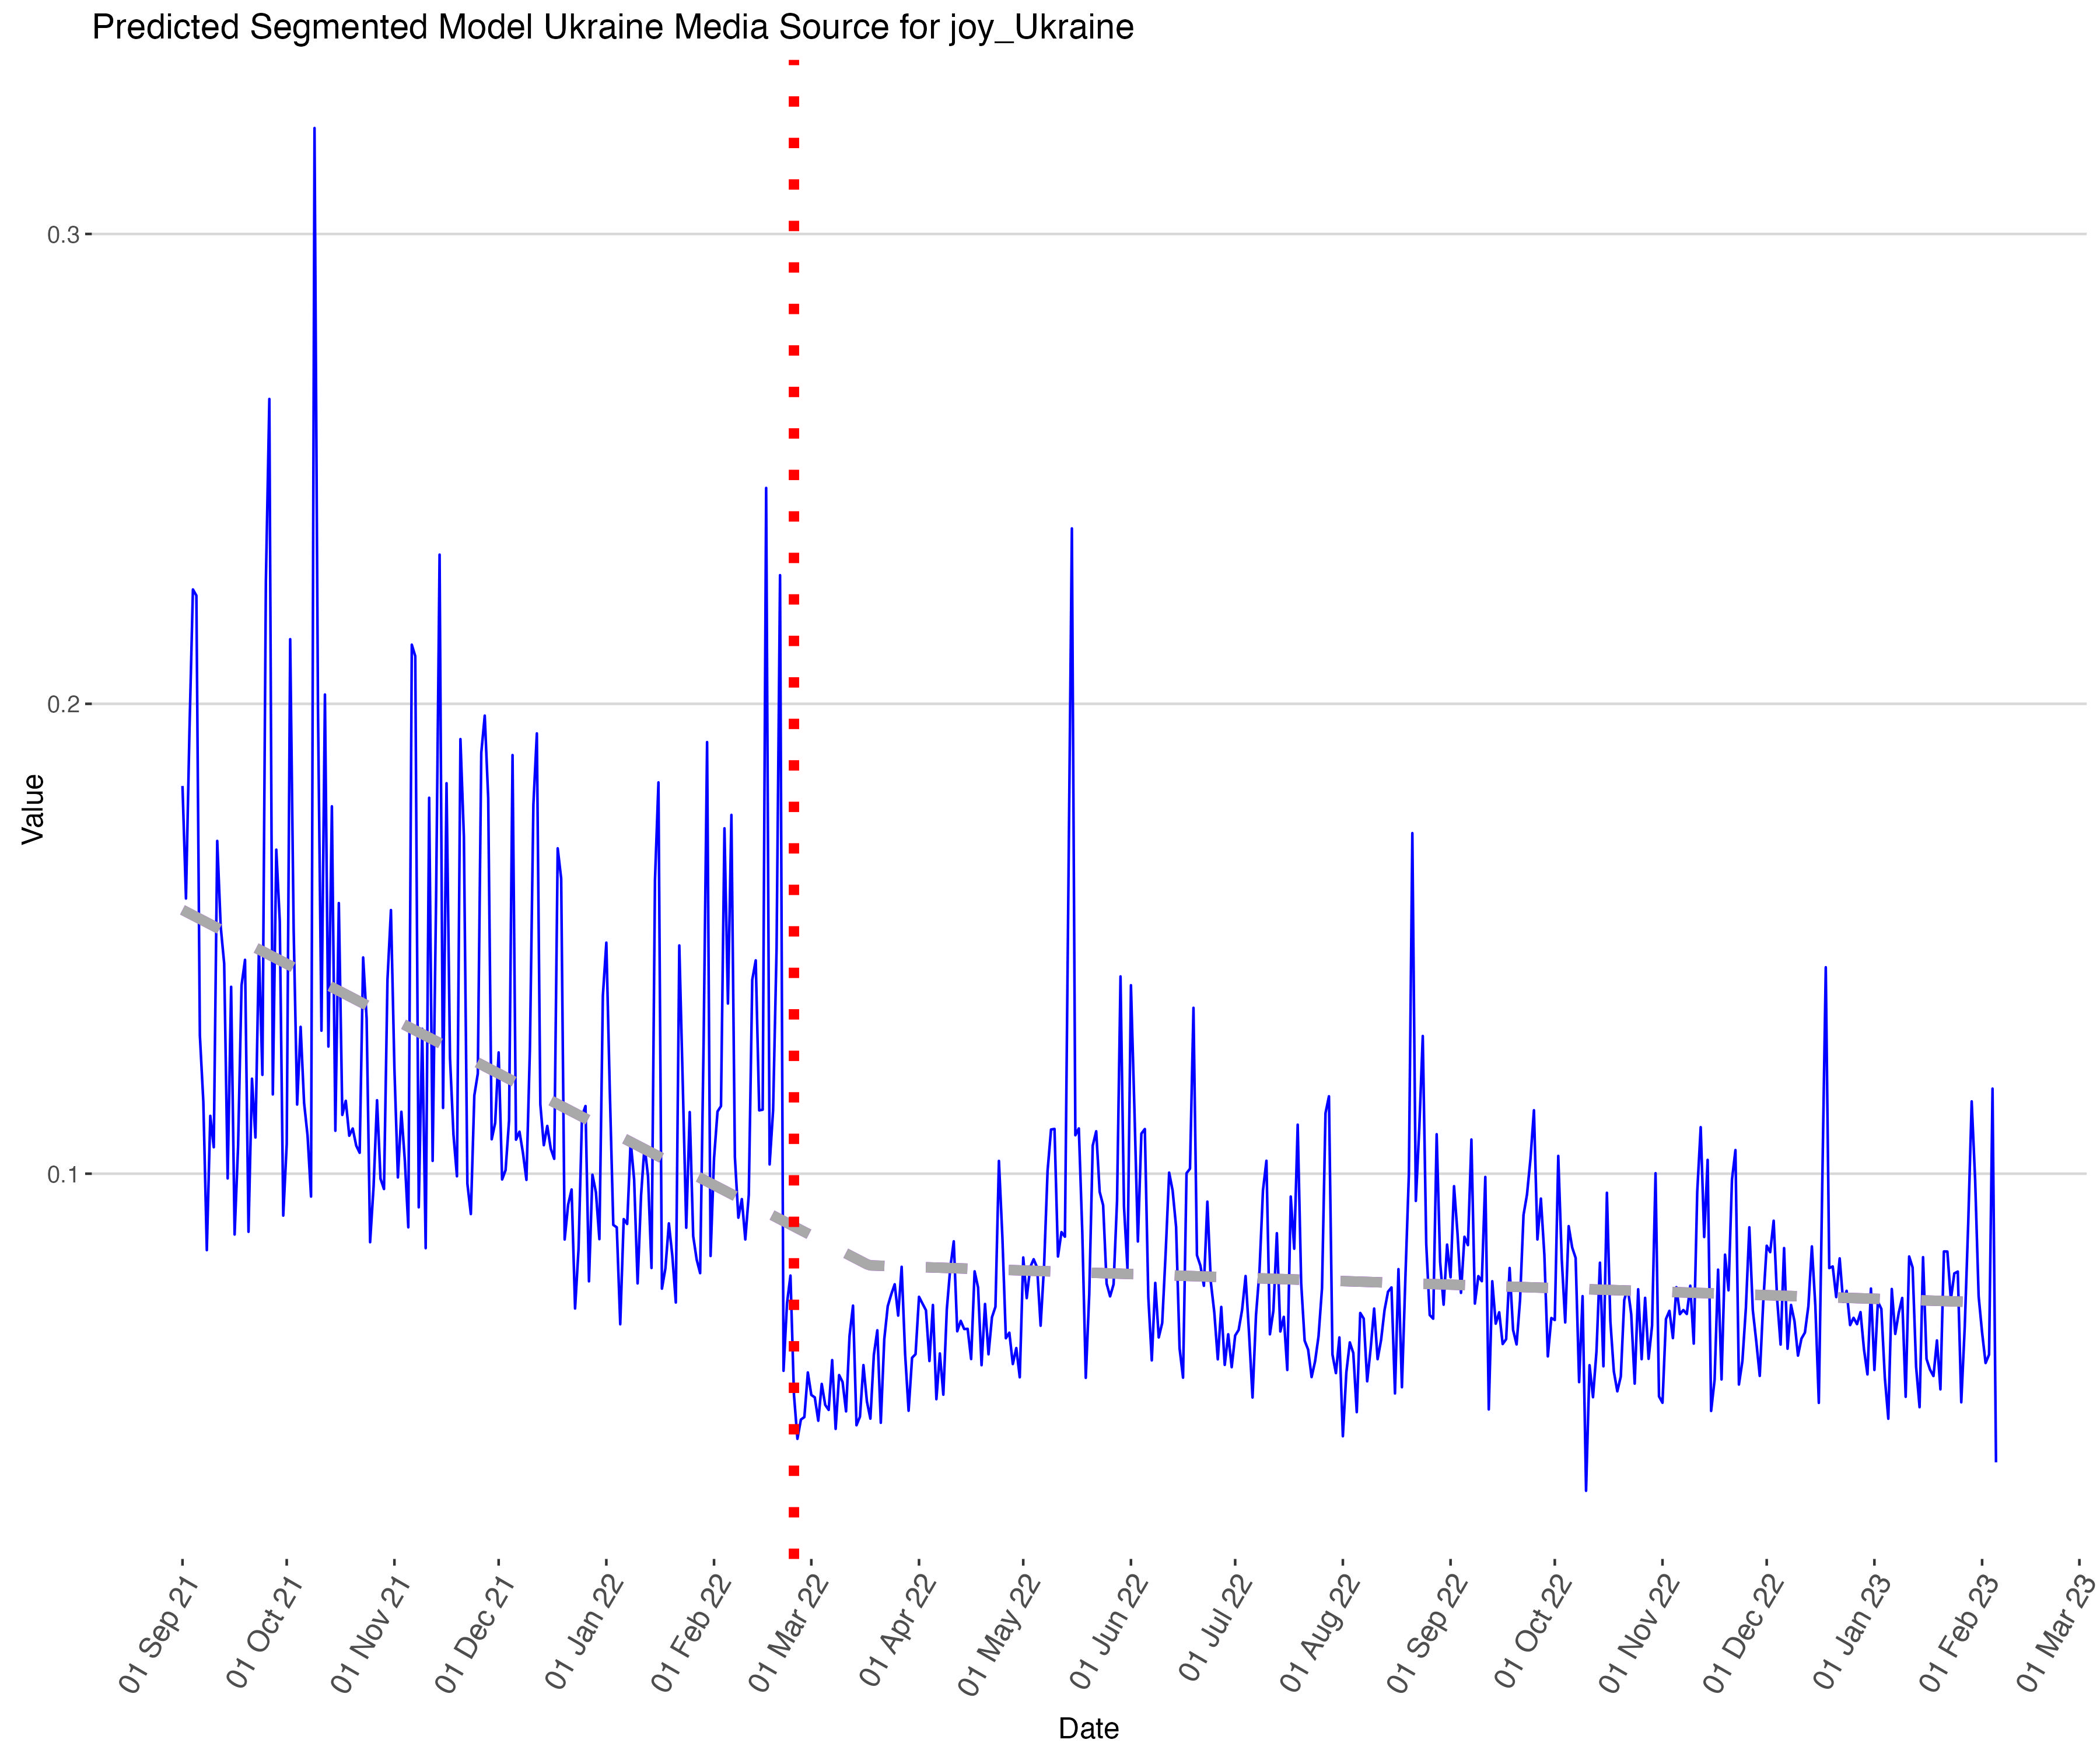 Predicted Segmented Model Ukraine Media Source for joy_Ukraine
0.3
0.2
0.1
Value
01 Sep 21
01 Oct 21
01 Nov 21
01 Dec 21
01 Jan 22
01 Feb 22
01 Mar 22
01 Apr 22
01 May 22
01 Jun 22
01 Jul 22
01 Aug 22
01 Sep 22
01 Oct 22
01 Nov 22
01 Dec 22
01 Jan 23
01 Feb 23
01 Mar 23
Date